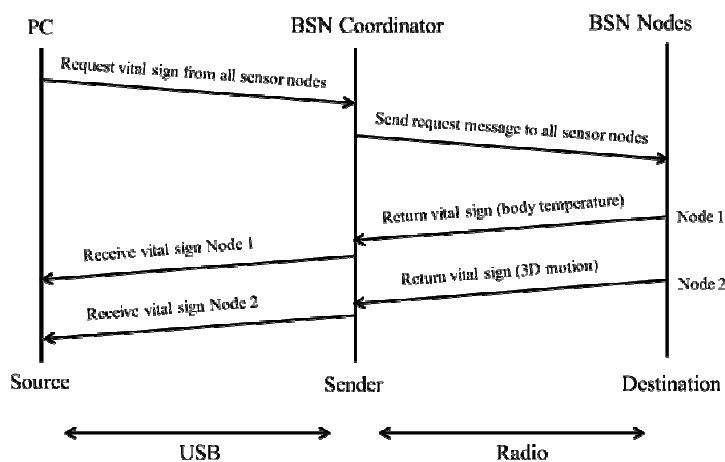 PC
BSN Coordinator
BSN Nodes
Request vital sign from all sensor nodes
Send request message to all sensor nodes
Return vital sign (body temperature)
Node 1
Receive vital sign Node 1
Return vital sign (3D motion)
Node 2
Receive vital sign Node 2
Source
Sender
Destination
USB
Radio